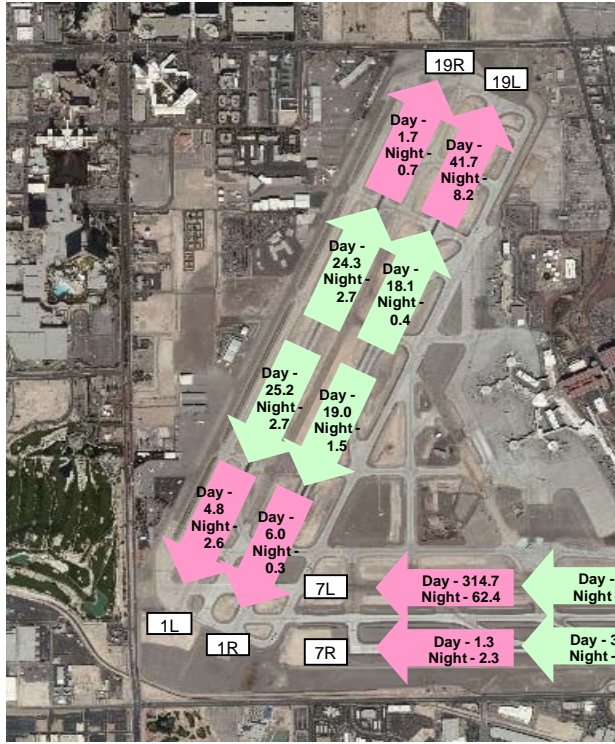 19R
19L
Day -
1.7
Night -
0.7
Day -
41.7
Night -
8.2
Day -
24.3
Night -
2.7
Day -
18.1
Night -
0.4
Day -
25.2
Night -
2.7
Day -
19.0
Night -
1.5
Day -
4.8
Night -
2.6
Day -
6.0
Night -
0.3
7L
Day - 314.7
Night - 62.4
Day -
Night
1L
1R
7R
Day - 1.3
Night - 2.3
Day - 3
Night -